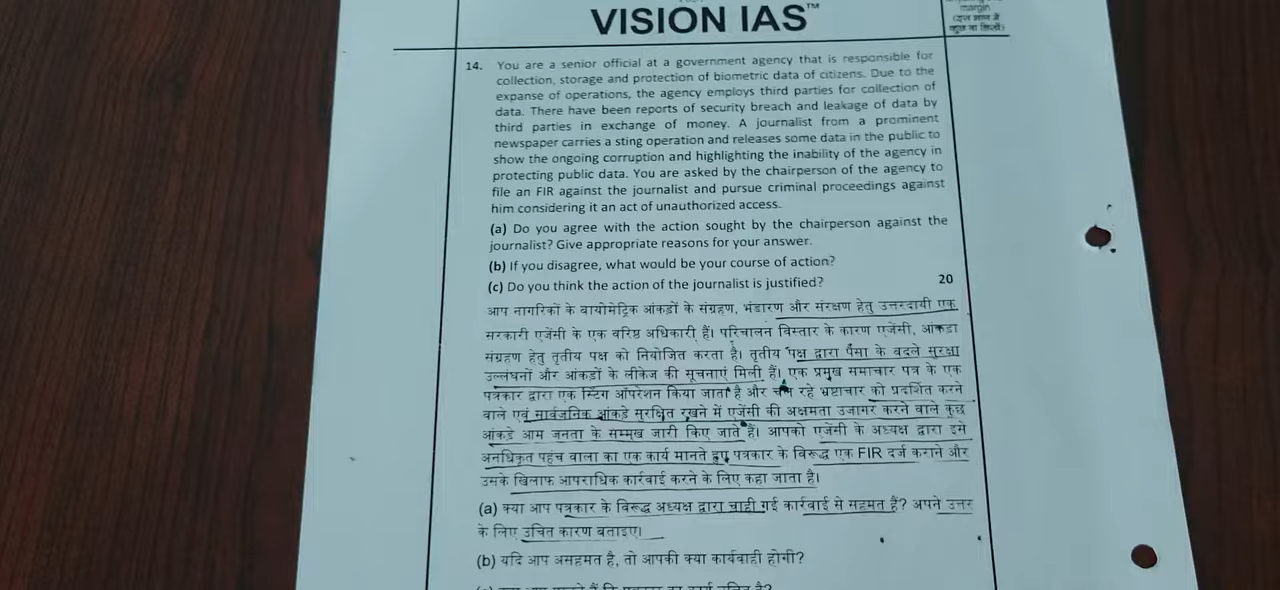 margin
VISION IAS™
14. You are a senior official at a government agency that is responsible for
collection, storage and protection of biometric data of citizens. Due to the
expanse of operations, the agency employs third parties for collection of
data. There have been reports of security breach and leakage of data by
third parties in exchange of money. A journalist from a prominent
newspaper carries a sting operation and releases some data in the public to
show the ongoing corruption and highlighting the inability of the agency in
protecting public data. You are asked by the chairperson of the agency to
file an FIR against the journalist and pursue criminal proceedings against
him considering it an act of unauthorized access.
(a) Do you agree with the action sought by the chairperson against the
journalist? Give appropriate reasons for your answer.
(b) If you disagree, what would be your course of action?
(c) Do you think the action of the journalist is justified? 20
आप नागरिकों के बायोमेट्रिक आंकड़ों के संग्रहण, भंडारण और संरक्षण हेतु उत्तरदायी एक
सरकारी एजेंसी के एक वरिष्ठ अधिकारी हैं। परिचालन विस्तार के कारण एजेंसी, आंकडा
संग्रहण हेतु तृतीय पक्ष को नियोजित करता है। तृतीय पक्ष द्वारा पैसा के बदले सुरक्षा
उल्लंघनों और आंकड़ों के लीकेज की सूचनाएं मिली हैं। एक प्रमुख समाचार पत्र के एक
पत्रकार द्वारा एक स्टिंग ऑपरेशन किया जाता है और चल रहे भ्रष्टाचार को प्रदर्शित करने
वाले एवं सार्वजनिक आंकड़े सुरक्षित रखने में एजेंसी की अक्षमता उजागर करने वाले कुछ
आंकड़े आम जनता के सम्मुख जारी किए जाते हैं। आपको एजेंसी के अध्यक्ष द्वारा इसे
अनधिकृत पहुंच वाला का एक कार्य मानते हुए पत्रकार के विरूद्ध एक FIR दर्ज कराने और
उसके खिलाफ आपराधिक कार्रवाई करने के लिए कहा जाता है।
(a) क्या आप पत्रकार के विरूद्ध अध्यक्ष द्वारा चाही गई कार्रवाई से सहमत हैं? अपने उत्तर
के लिए उचित कारण बताइए।
(b) यदि आप असहमत है, तो आपकी क्या कार्यवाही होगी?